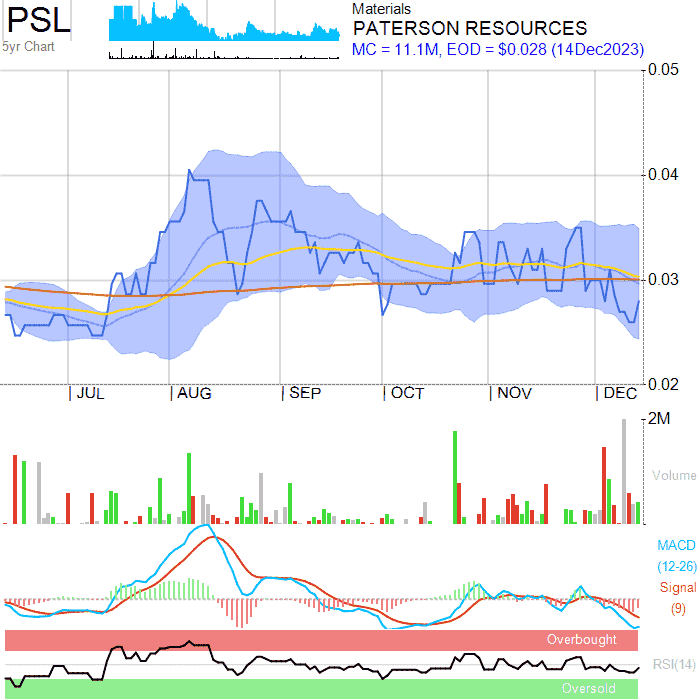 PSL
5yr Chart
Materials
PATERSON RESOURCES
MC = 11.1M, EOD = $0.028 (14Dec2023)
0.05
0.04
0.03
0.02
JUL AUG SEP OCT NOV DEC
2M
Volume
MACD
(12-26)
Signal
(9)
Overbought
RSI(14)
Oversold